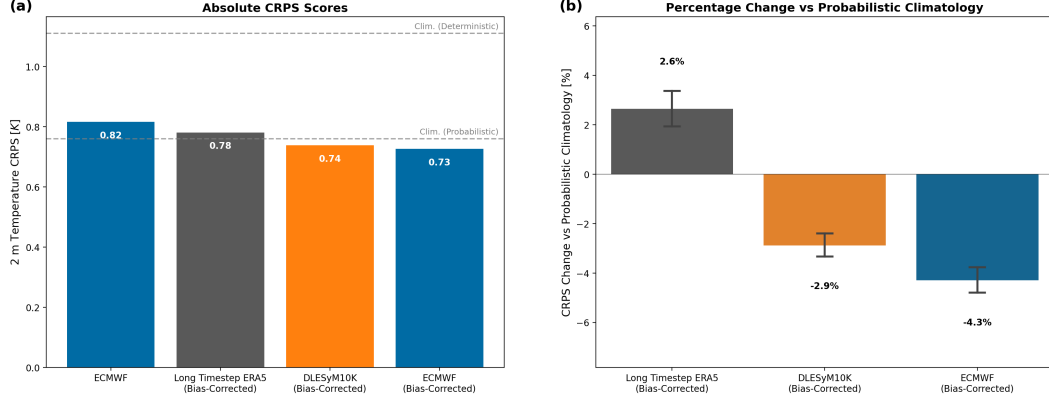 (a)
Absolute CRPS Scores
Clim. (Deterministic)
Clim. (Probabilistic)
2 m Temperature CRPS [K]
1.0
0.8
0.6
0.4
0.2
0.0
0.82
0.78
0.74
0.73
ECMWF
Long Timestep ERA5
(Bias-Corrected)
DLESyM10K
(Bias-Corrected)
ECMWF
(Bias-Corrected)
(b)
Percentage Change vs Probabilistic Climatology
CRPS Change vs Probabilistic Climatology [%]
6
4
2
0
−2
−4
−6
2.6%
-2.9%
-4.3%
Long Timestep ERA5
(Bias-Corrected)
DLESyM10K
(Bias-Corrected)
ECMWF
(Bias-Corrected)